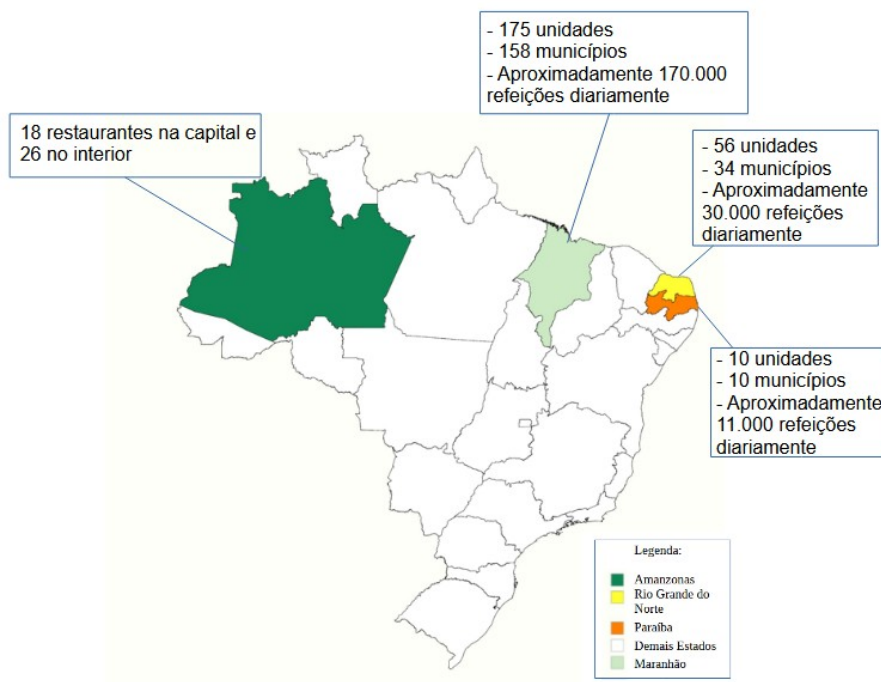 - 175 unidades
- 158 municípios
- Aproximadamente 170.000
refeições diariamente
18 restaurantes na capital e
26 no interior
- 56 unidades
- 34 municípios
- Aproximadamente
30.000 refeições
diariamente
- 10 unidades
- 10 municípios
- Aproximadamente
11.000 refeições
diariamente
Legenda:
Amanzonas
Rio Grande do
Norte
Paraíba
Demais Estados
Maranhão